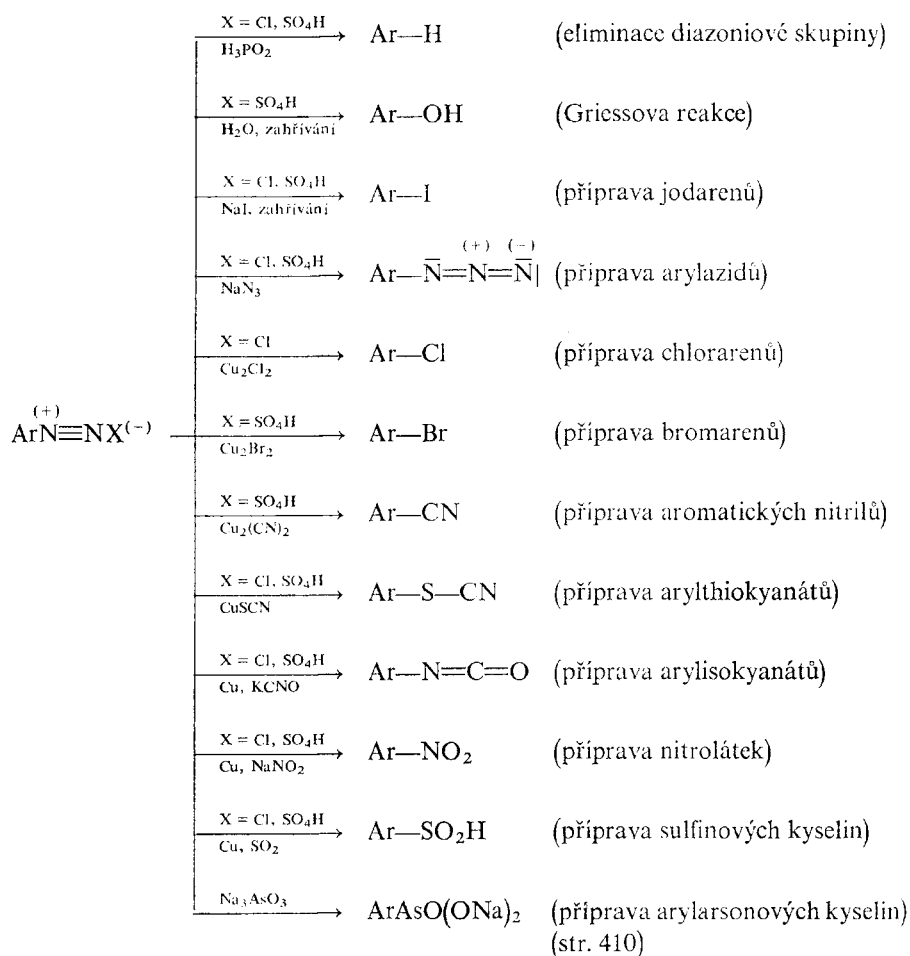 X = Cl, SO₄H
H₃PO₂
Ar—H (eliminace diazoniové skupiny)
X = SO₄H
H₂O, zahřívání
Ar—OH (Griessova reakce)
X = Cl, SO₄H
NaI, zahřívání
Ar—I (příprava jodarenů)
X = Cl, SO₄H
NaN₃
(+) (−)
Ar—N̅=N=N̅| (příprava arylazidů)
X = Cl
Cu₂Cl₂
Ar—Cl (příprava chlorarenů)
(+)
ArN≡NX⁽⁻⁾
X = SO₄H
Cu₂Br₂
Ar—Br (příprava bromarenů)
X = SO₄H
Cu₂(CN)₂
Ar—CN (příprava aromatických nitrilů)
X = Cl, SO₄H
CuSCN
Ar—S—CN (příprava arylthiokyanátů)
X = Cl, SO₄H
Cu, KCNO
Ar—N=C=O (příprava arylisokyanátů)
X = Cl, SO₄H
Cu, NaNO₂
Ar—NO₂ (příprava nitrolátek)
X = Cl, SO₄H
Cu, SO₂
Ar—SO₂H (příprava sulfinových kyselin)
Na₃AsO₃
ArAsO(ONa)₂ (příprava arylarsonových kyselin)
(str. 410)